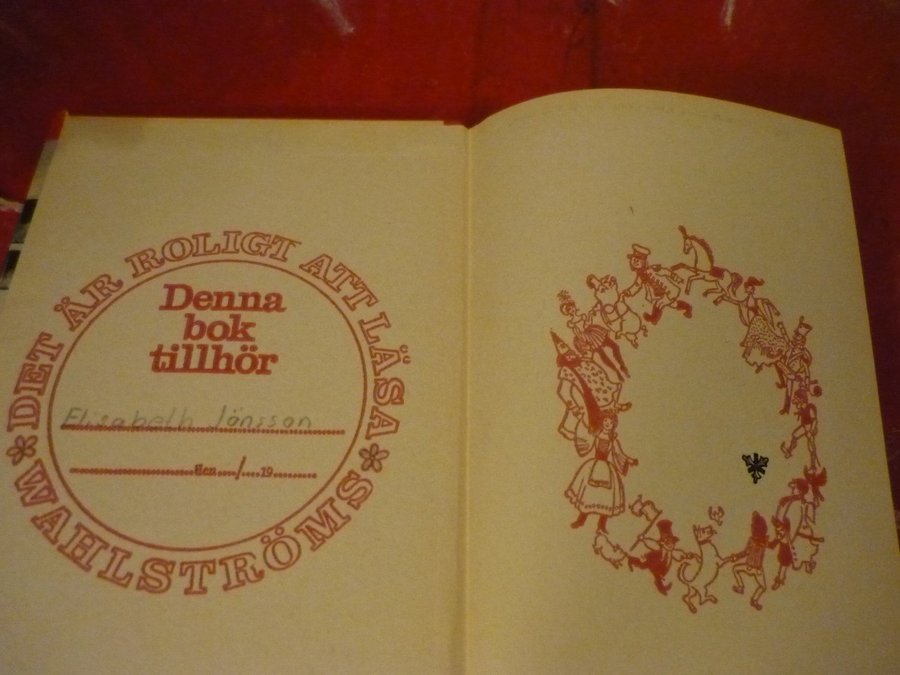 DET ÄR ROLIGT ATT LÄSA
Denna
bok
tillhör
Elisabeth Jönsson
den..../....19.........
WAHLSTRÖMS